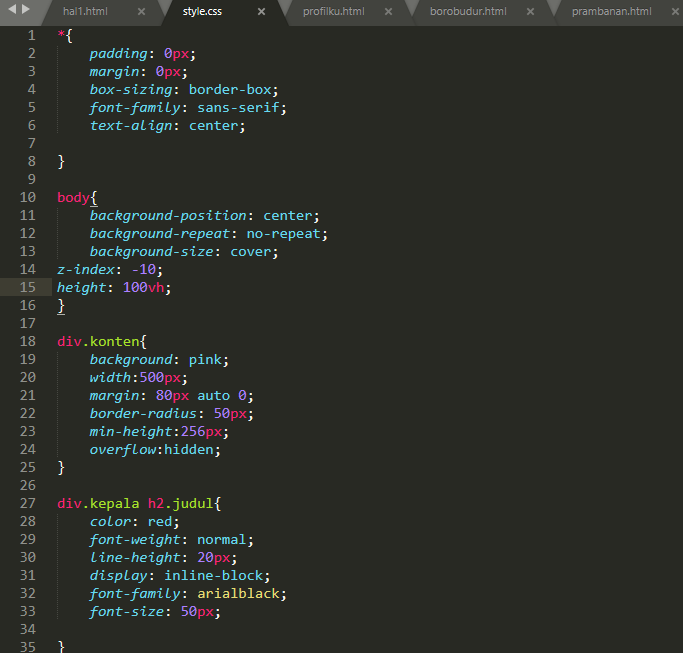 hal1.html × style.css × profilku.html × borobudur.html × prambanan.html ×
1 *{
2 padding: 0px;
3 margin: 0px;
4 box-sizing: border-box;
5 font-family: sans-serif;
6 text-align: center;
7
8 }
9
10 body{
11 background-position: center;
12 background-repeat: no-repeat;
13 background-size: cover;
14 z-index: -10;
15 height: 100vh;
16 }
17
18 div.konten{
19 background: pink;
20 width:500px;
21 margin: 80px auto 0;
22 border-radius: 50px;
23 min-height:256px;
24 overflow:hidden;
25 }
26
27 div.kepala h2.judul{
28 color: red;
29 font-weight: normal;
30 line-height: 20px;
31 display: inline-block;
32 font-family: arialblack;
33 font-size: 50px;
34
35 }